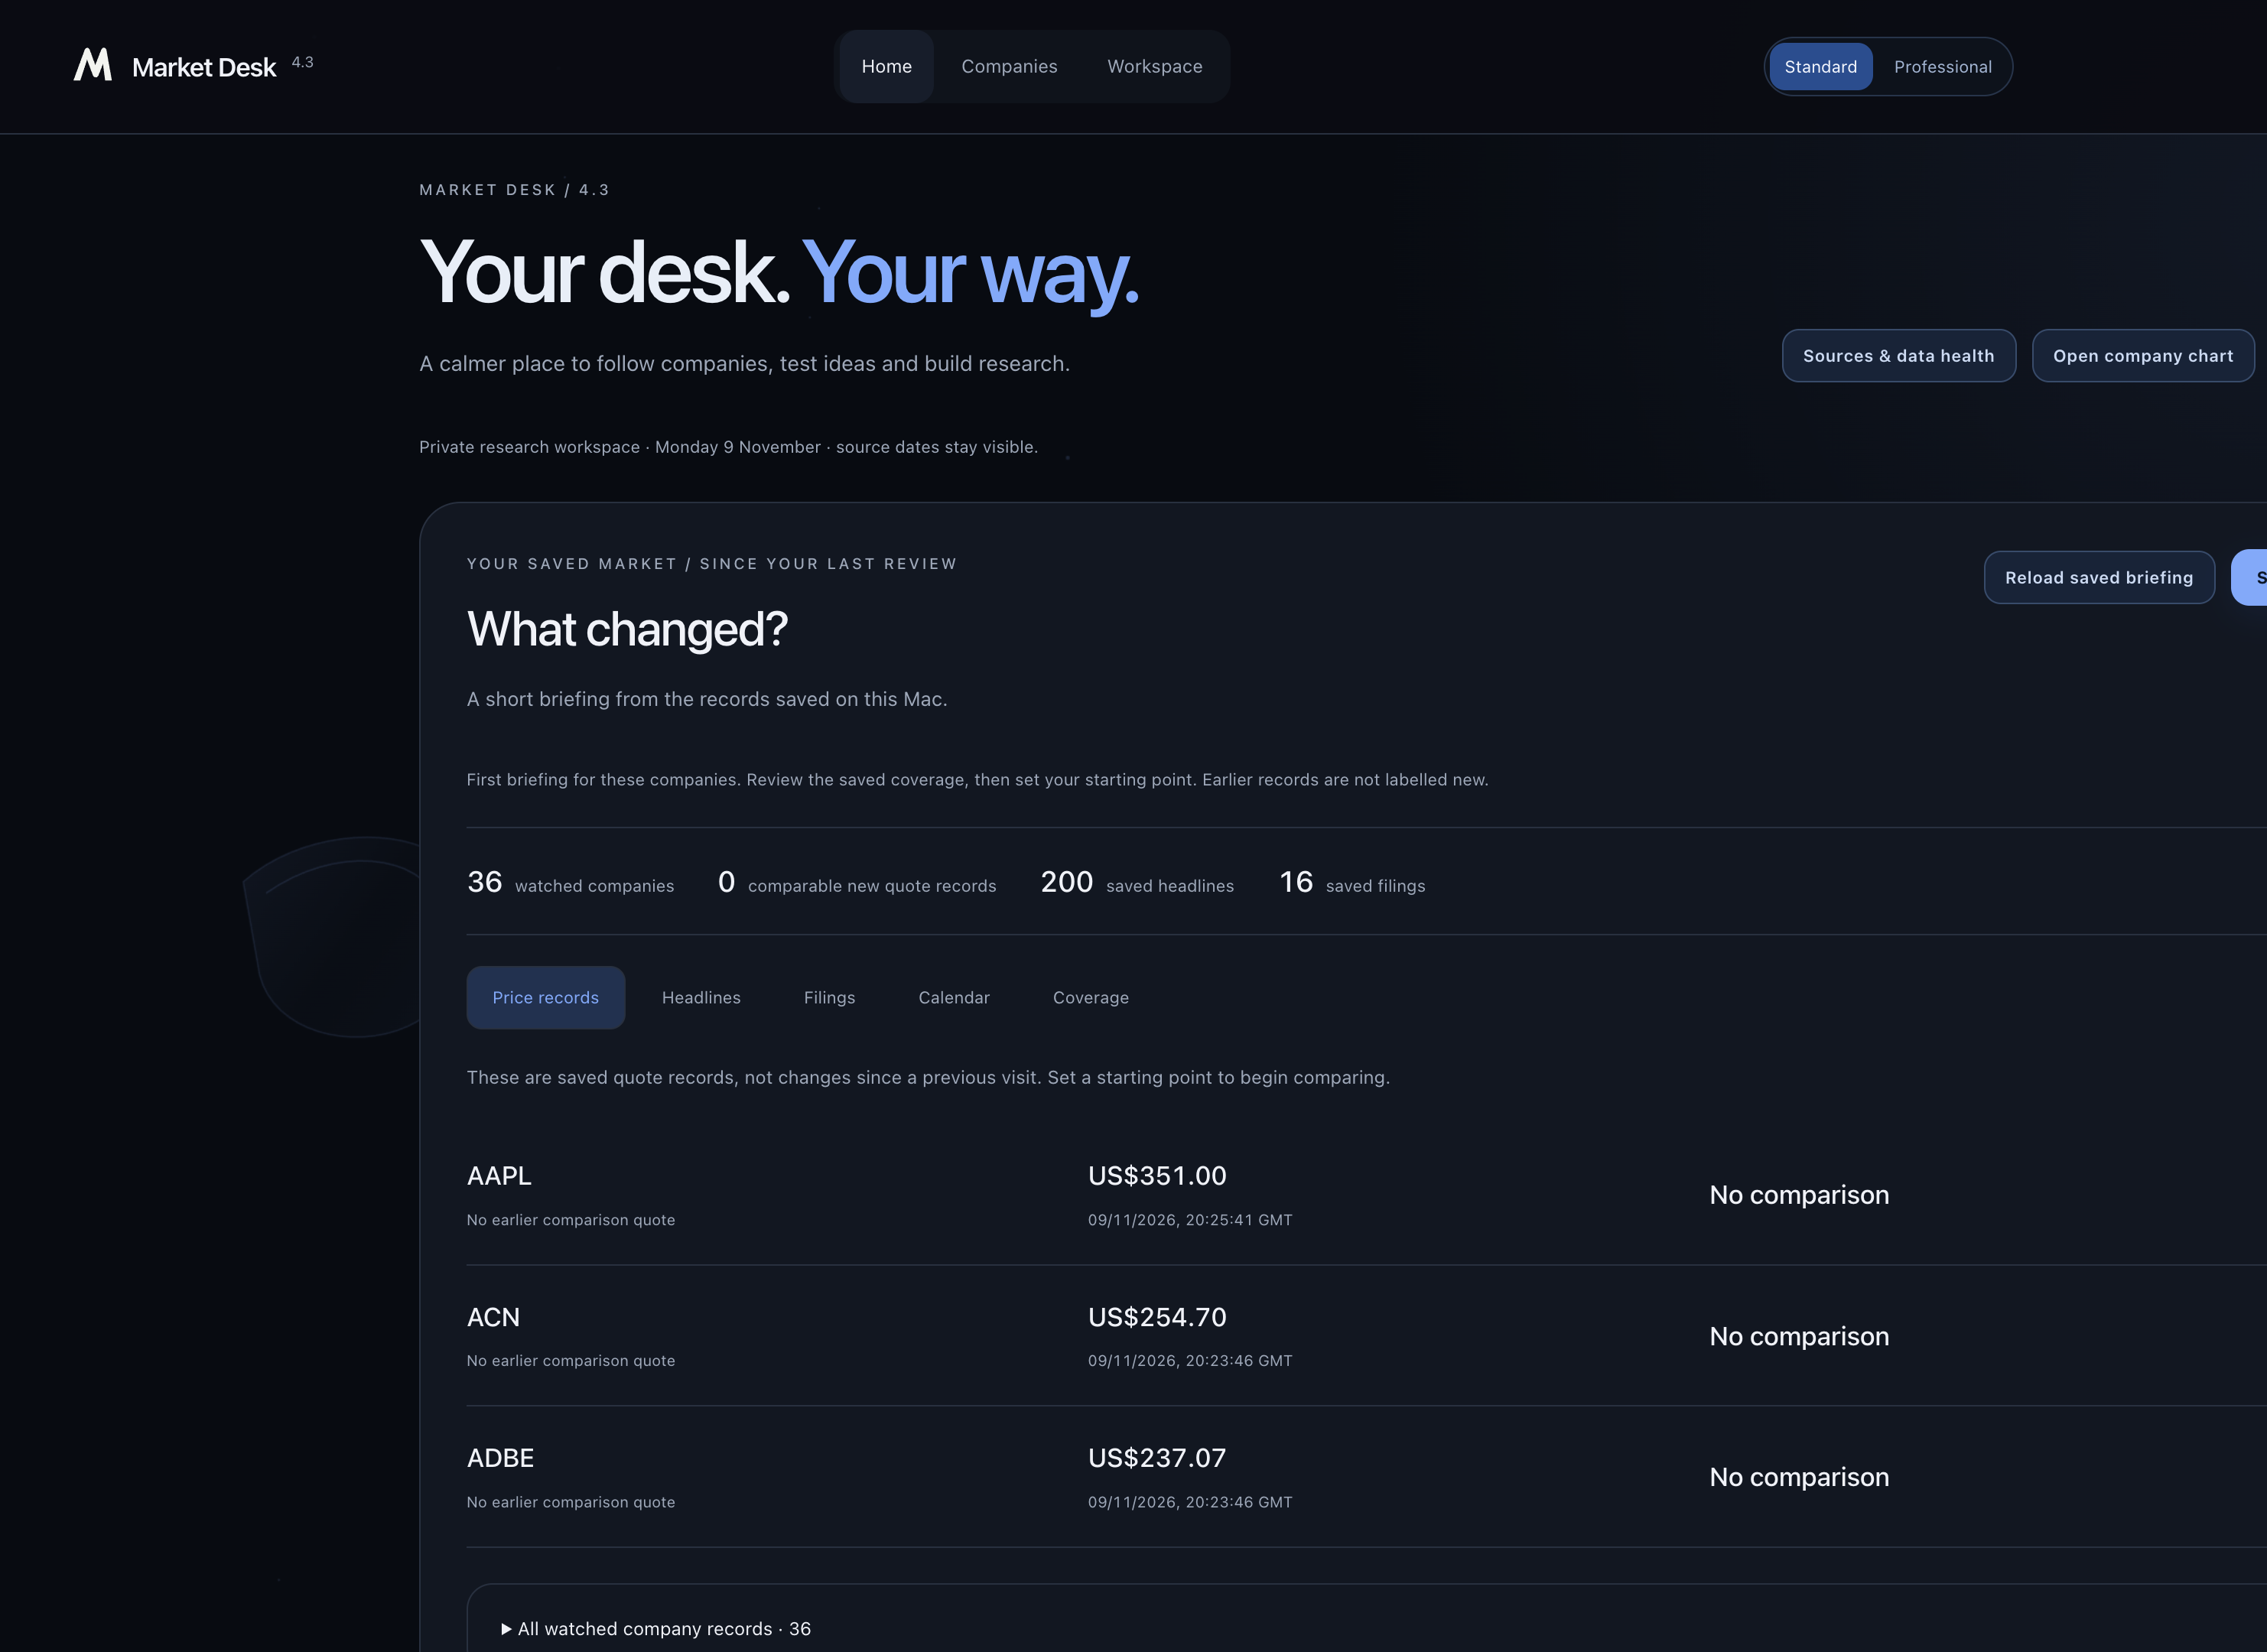 Market Desk 4.3
Home Companies Workspace
Standard Professional
MARKET DESK / 4.3
Your desk. Your way.
A calmer place to follow companies, test ideas and build research.
Sources & data health Open company chart
Private research workspace · Monday 9 November · source dates stay visible.
YOUR SAVED MARKET / SINCE YOUR LAST REVIEW
Reload saved briefing
What changed?
A short briefing from the records saved on this Mac.
First briefing for these companies. Review the saved coverage, then set your starting point. Earlier records are not labelled new.
36 watched companies 0 comparable new quote records 200 saved headlines 16 saved filings
Price records Headlines Filings Calendar Coverage
These are saved quote records, not changes since a previous visit. Set a starting point to begin comparing.
AAPL US$351.00 No comparison
No earlier comparison quote 09/11/2026, 20:25:41 GMT
ACN US$254.70 No comparison
No earlier comparison quote 09/11/2026, 20:23:46 GMT
ADBE US$237.07 No comparison
No earlier comparison quote 09/11/2026, 20:23:46 GMT
All watched company records · 36